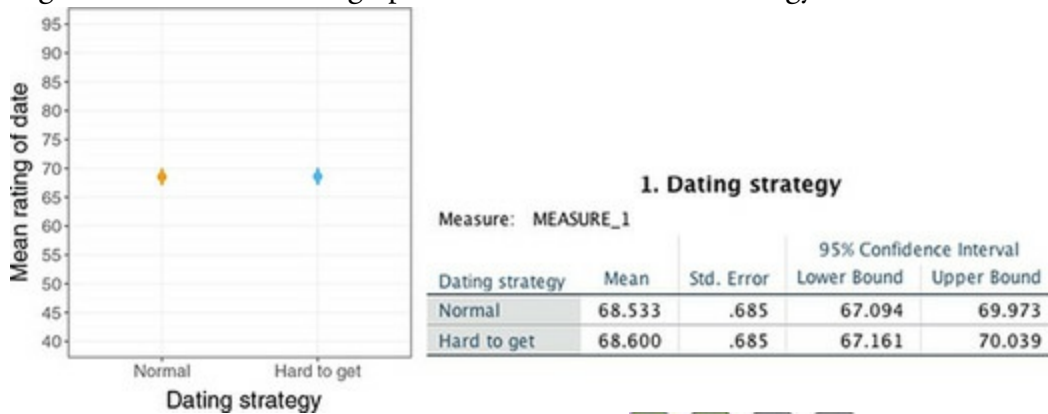 95
90
85
80
75
70
65
60
55
50
45
40
Mean rating of date
Normal Hard to get
Dating strategy
1. Dating strategy
Measure: MEASURE_1
95% Confidence Interval
Dating strategy Mean Std. Error Lower Bound Upper Bound
Normal 68.533 .685 67.094 69.973
Hard to get 68.600 .685 67.161 70.039